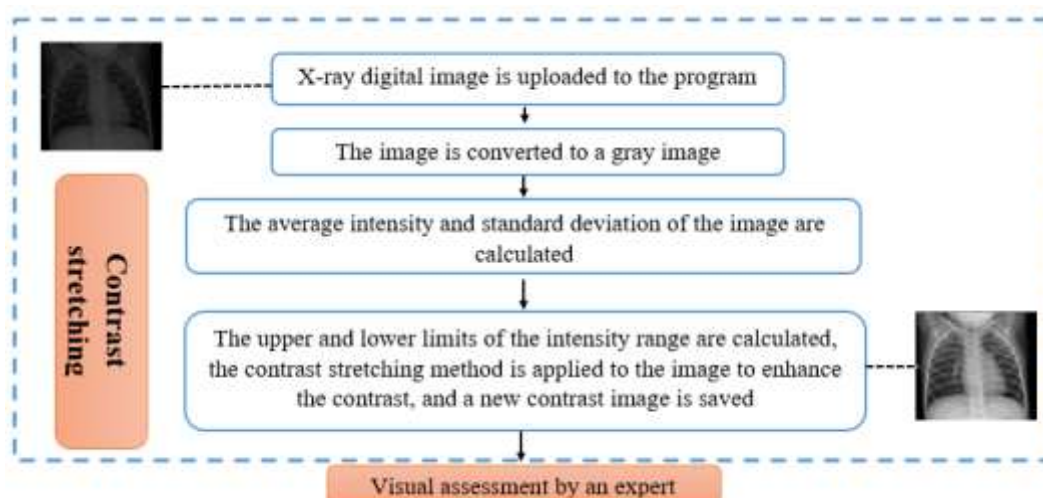 X-ray digital image is uploaded to the program
The image is converted to a gray image
The average intensity and standard deviation of the image are
calculated
Contrast
stretching
The upper and lower limits of the intensity range are calculated,
the contrast stretching method is applied to the image to enhance
the contrast, and a new contrast image is saved
Visual assessment by an expert